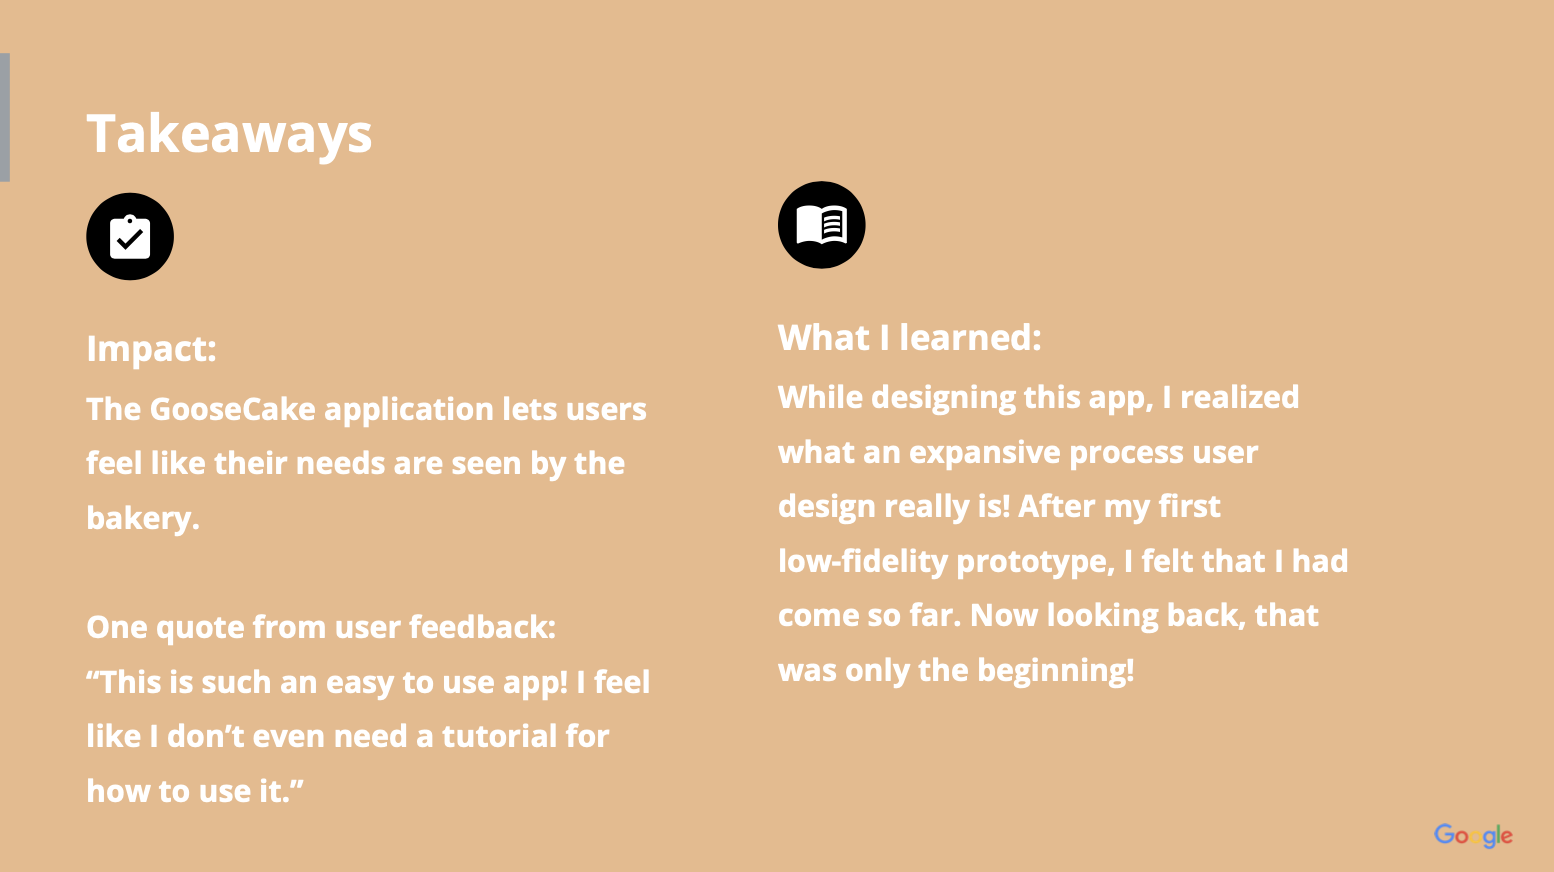 Takeaways
Impact:
The GooseCake application lets users
feel like their needs are seen by the
bakery.
One quote from user feedback:
“This is such an easy to use app! I feel
like I don’t even need a tutorial for
how to use it.”
What I learned:
While designing this app, I realized
what an expansive process user
design really is! After my first
low-fidelity prototype, I felt that I had
come so far. Now looking back, that
was only the beginning!
Google